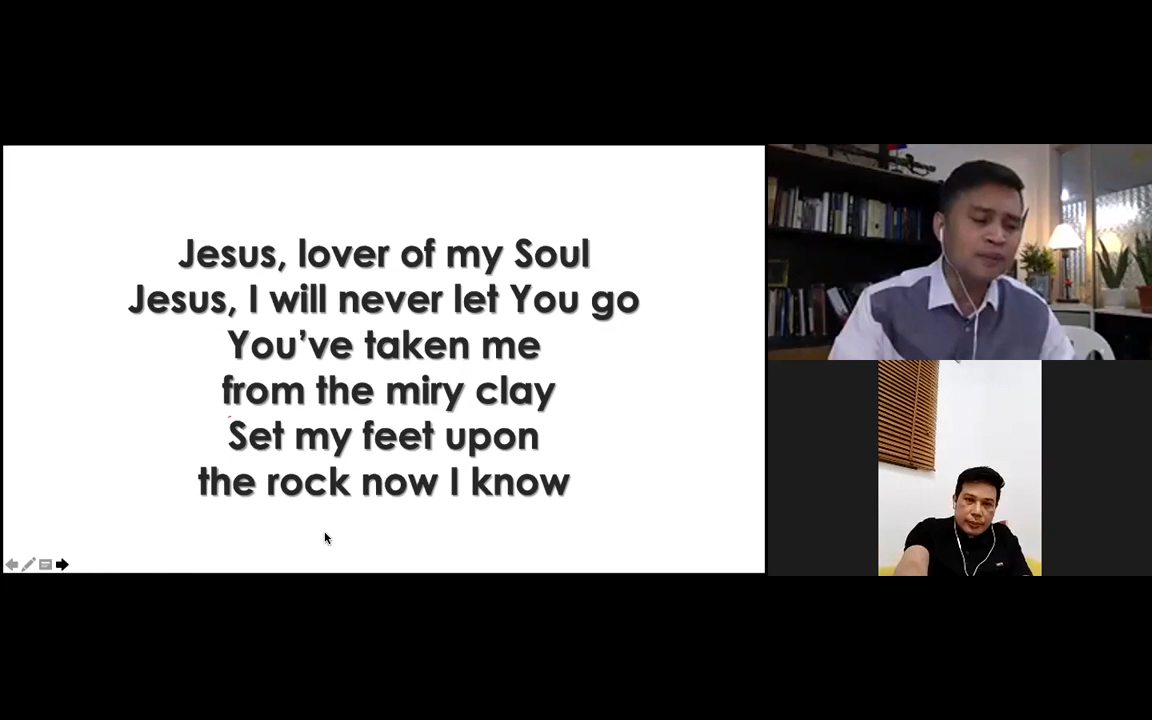 Jesus, lover of my Soul
Jesus, I will never let You go
You’ve taken me
from the miry clay
Set my feet upon
the rock now I know